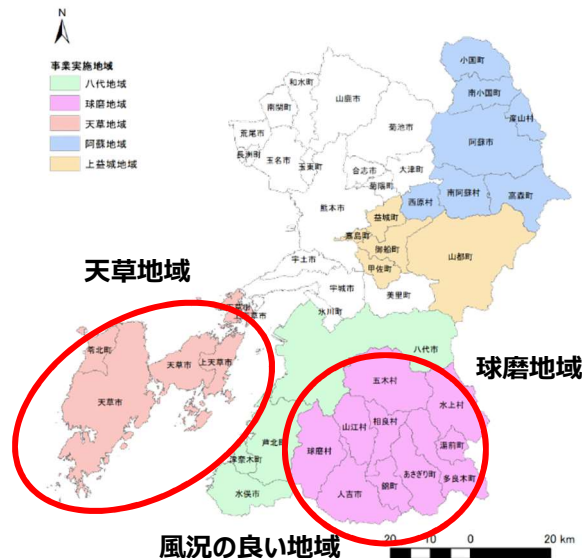 N
事業実施地域
八代地域
球磨地域
天草地域
阿蘇地域
上益城地域
小国町
南小国町
産山村
和水町
山鹿市
南関町
菊池市
阿蘇市
荒尾市
長洲町
玉名市
玉東町
合志市
大津町
菊陽町
熊本市
西原村
南阿蘇村
高森町
益城町
嘉島町
御船町
山都町
甲佐町
宇土市
宇城市
美里町
氷川町
天草地域
上天草市
八代市
苓北町
天草市
上天草市
天草市
球磨地域
五木村
水上村
山江村
相良村
湯前町
球磨村
芦北町
津奈木町
あさぎり町
多良木町
錦町
人吉市
水俣市
風況の良い地域
20 10 0 20 km